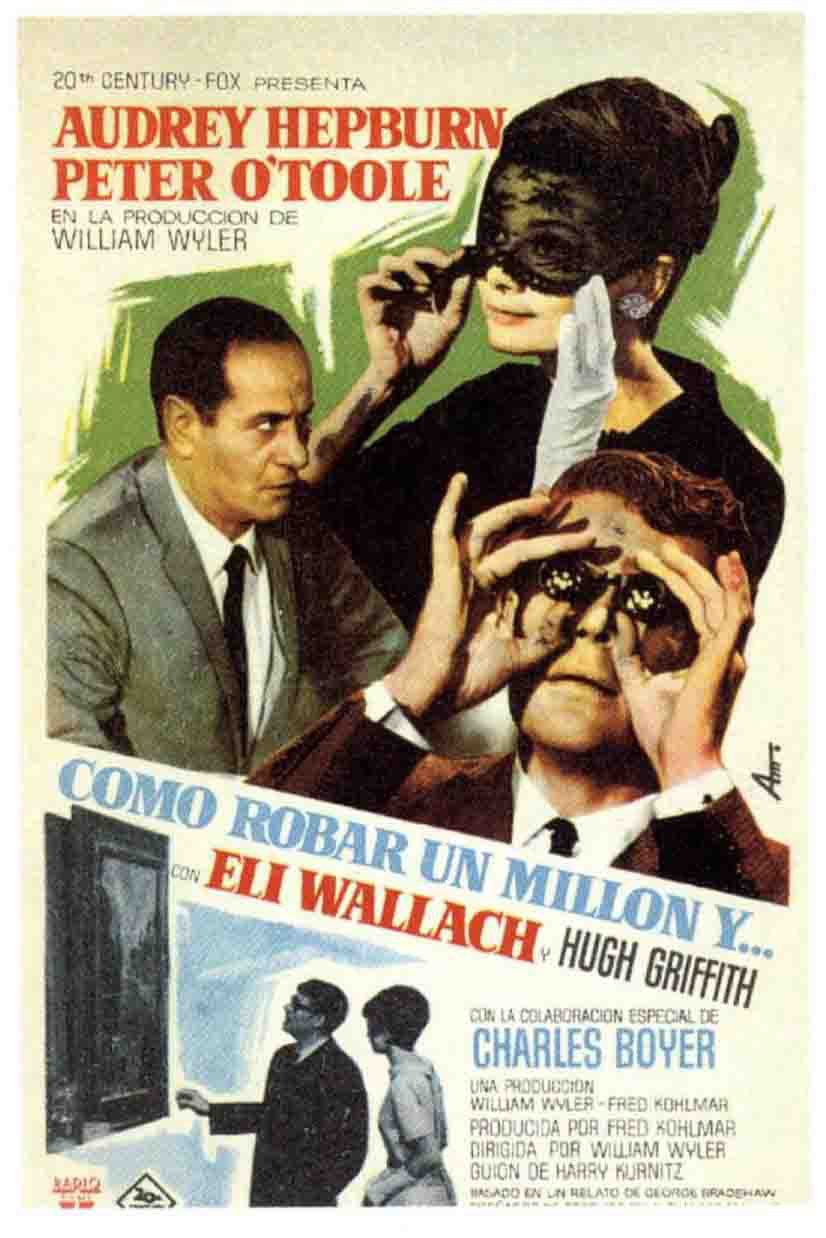 20th CENTURY-FOX PRESENTA
AUDREY HEPBURN
PETER O'TOOLE
EN LA PRODUCCION DE
WILLIAM WYLER
COMO ROBAR UN MILLON Y...
CON ELI WALLACH Y HUGH GRIFFITH
CON LA COLABORACION ESPECIAL DE
CHARLES BOYER
UNA PRODUCCION
WILLIAM WYLER-FRED KOHLMAR
PRODUCIDA POR FRED KOHLMAR
DIRIGIDA POR WILLIAM WYLER
GUION DE HARRY KURNITZ
BASADO EN UN RELATO DE GEORGE BRADSHAW